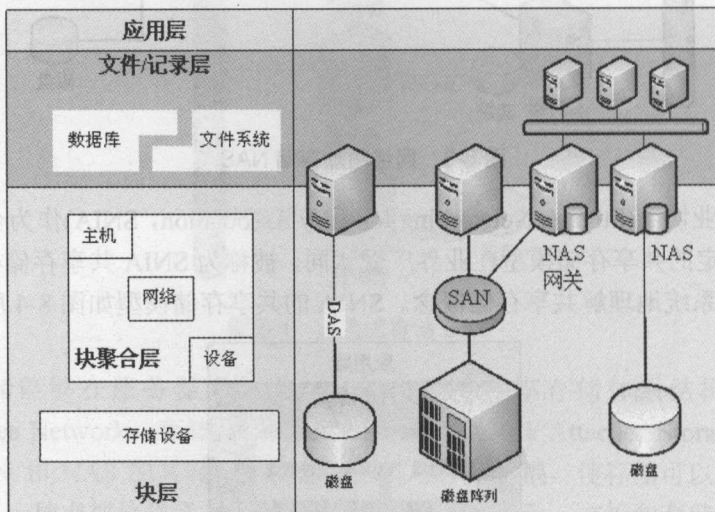 应用层
文件/记录层
数据库
文件系统
主机
网络
设备
块聚合层
存储设备
块层
DAS
SAN
NAS
网关
NAS
磁盘
磁盘阵列
磁盘